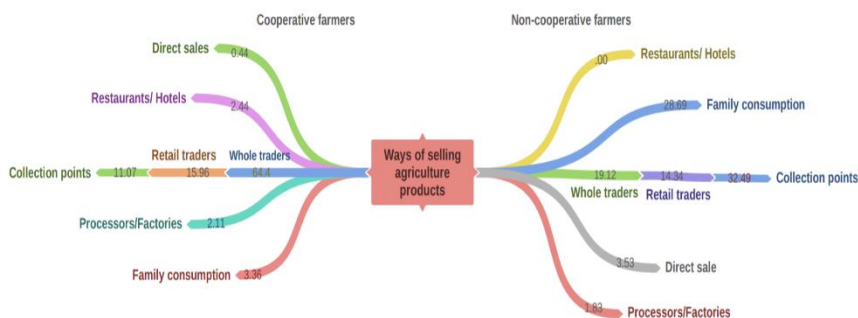 Cooperative farmers
Non-cooperative farmers
Direct sales
0.44
Restaurants/ Hotels
2.44
Collection points
11.07
Retail traders
15.96
Whole traders
64.4
Processors/Factories
2.11
Family consumption
3.36
Ways of selling
agriculture
products
.00
Restaurants/ Hotels
28.69
Family consumption
19.12
Whole traders
14.34
Retail traders
32.49
Collection points
3.53
Direct sale
1.83
Processors/Factories